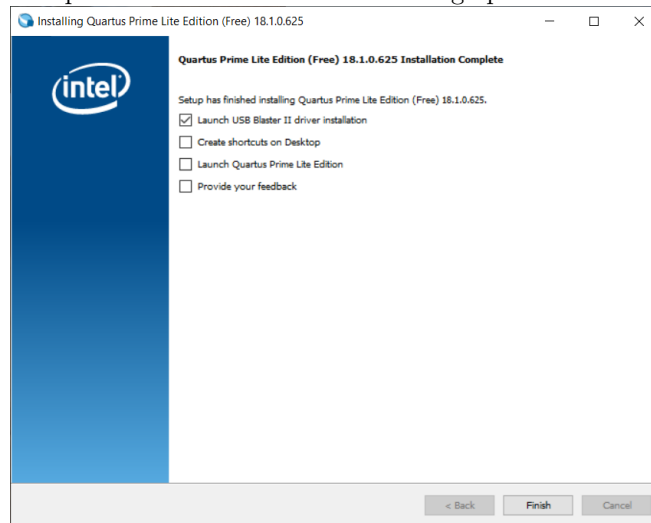 Installing Quartus Prime Lite Edition (Free) 18.1.0.625
intel
Quartus Prime Lite Edition (Free) 18.1.0.625 Installation Complete
Setup has finished installing Quartus Prime Lite Edition (Free) 18.1.0.625.
Launch USB Blaster II driver installation
Create shortcuts on Desktop
Launch Quartus Prime Lite Edition
Provide your feedback
< Back Finish Cancel